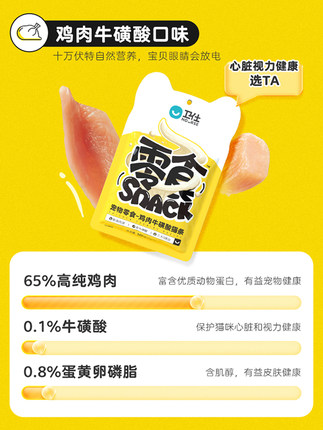 鸡肉牛磺酸口味
十万伏特自然营养，宝贝眼睛会放电
心脏视力健康
选TA
卫仕
零食
SNACK
宠物零食-鸡肉牛磺酸猫条
65%高纯鸡肉
富含优质动物蛋白，有益宠物健康
0.1%牛磺酸
保护猫咪心脏和视力健康
0.8%蛋黄卵磷脂
含肌醇，有益皮肤健康